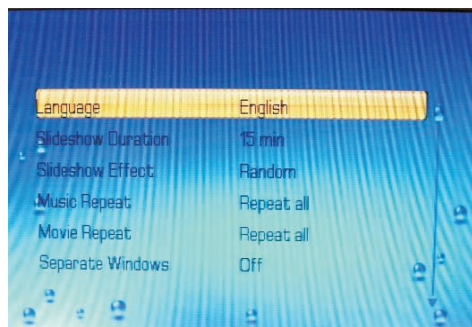 Language English
Slideshow Duration 15 min
Slideshow Effect Random
Music Repeat Repeat all
Movie Repeat Repeat all
Separate Windows Off